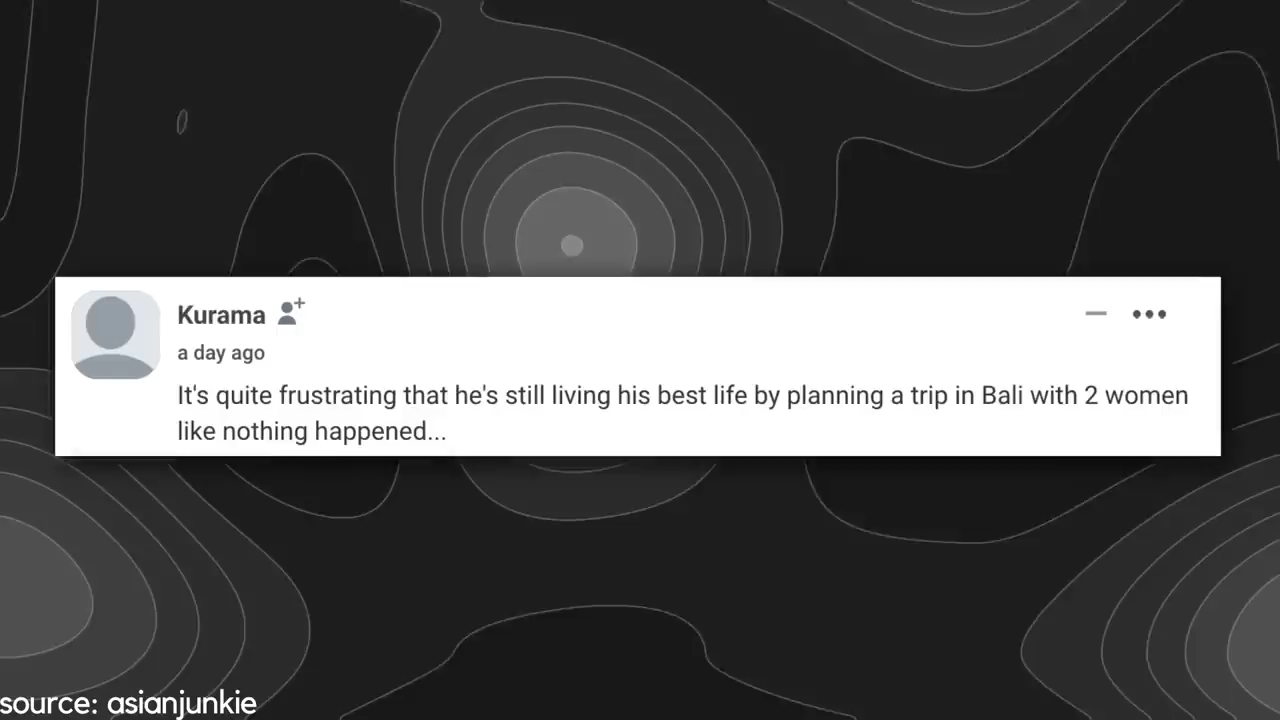 Kurama
a day ago
It's quite frustrating that he's still living his best life by planning a trip in Bali with 2 women
like nothing happened...
source: asianjunkie